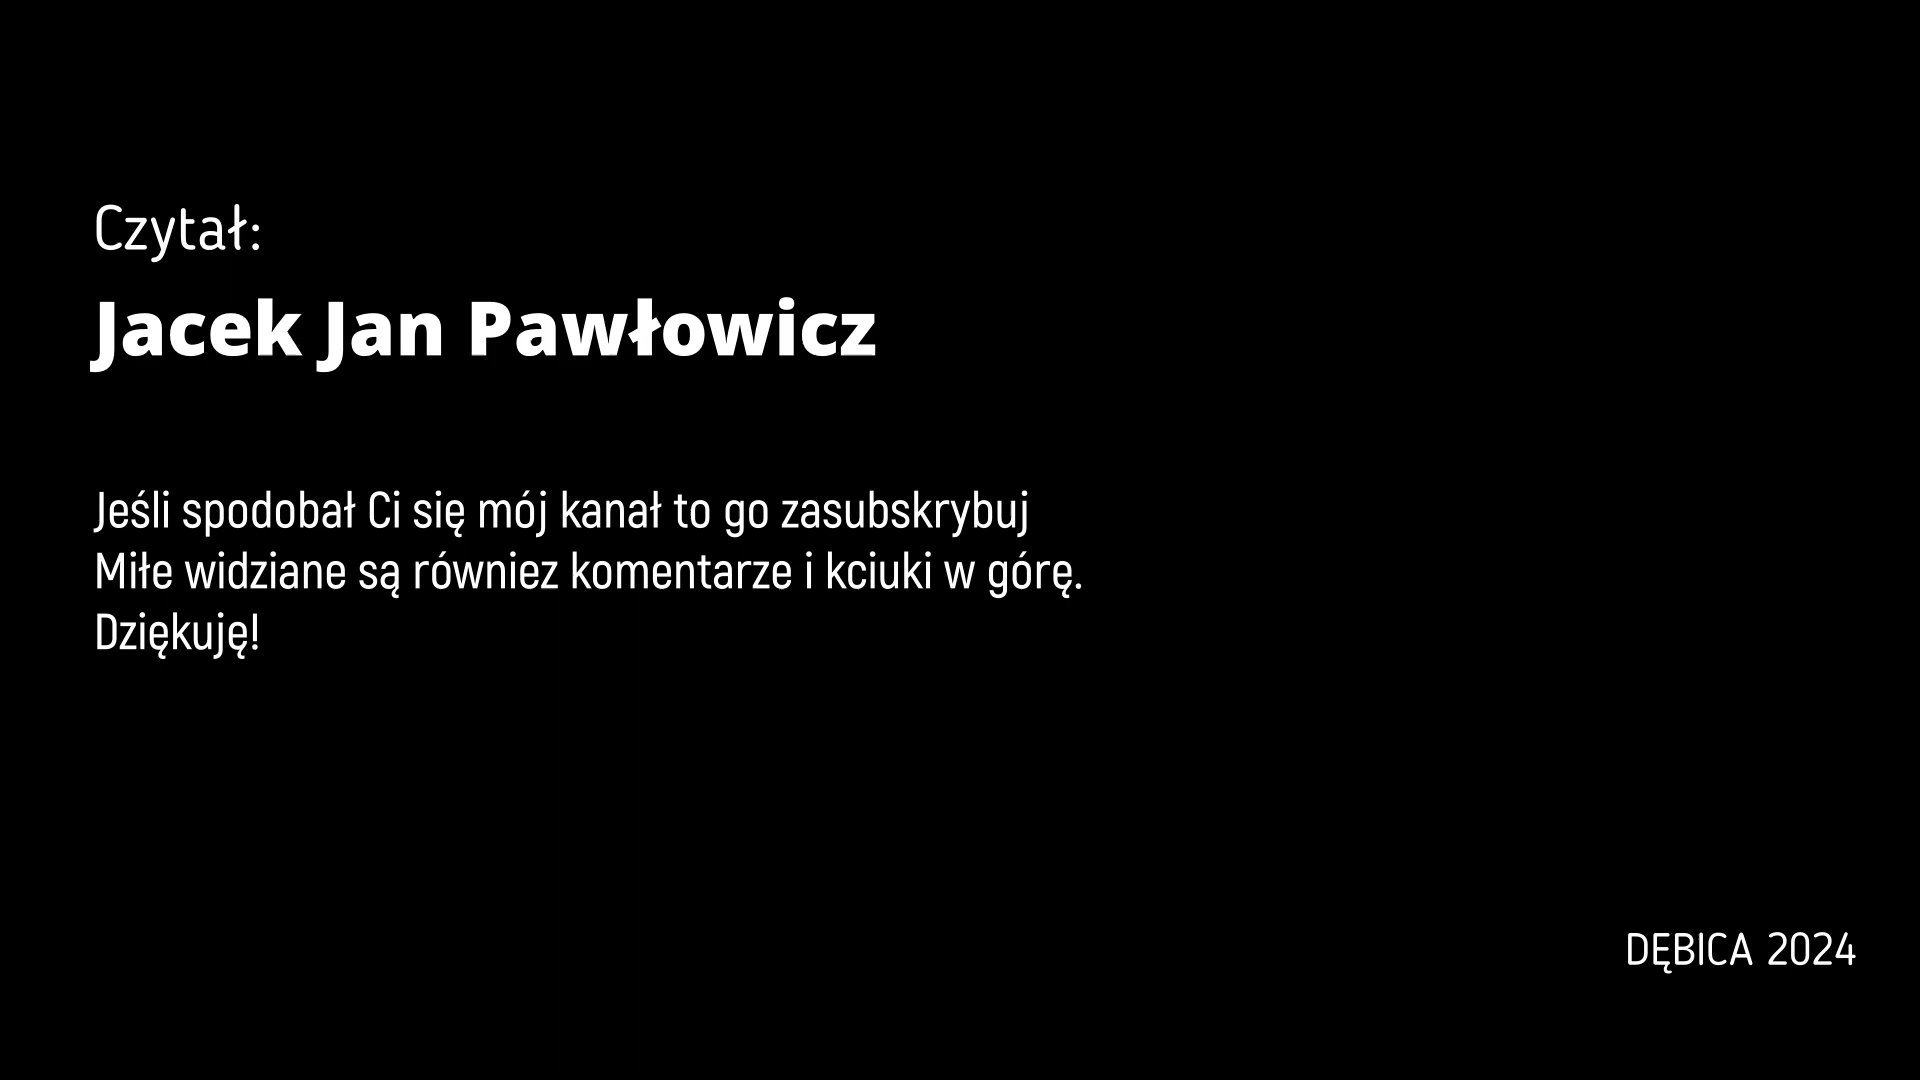 Czytał:
Jacek Jan Pawłowicz
Jeśli spodobał Ci się mój kanał to go zasubskrybuj
Miłe widziane są równiez komentarze i kciuki w górę.
Dziękuję!
DĘBICA 2024